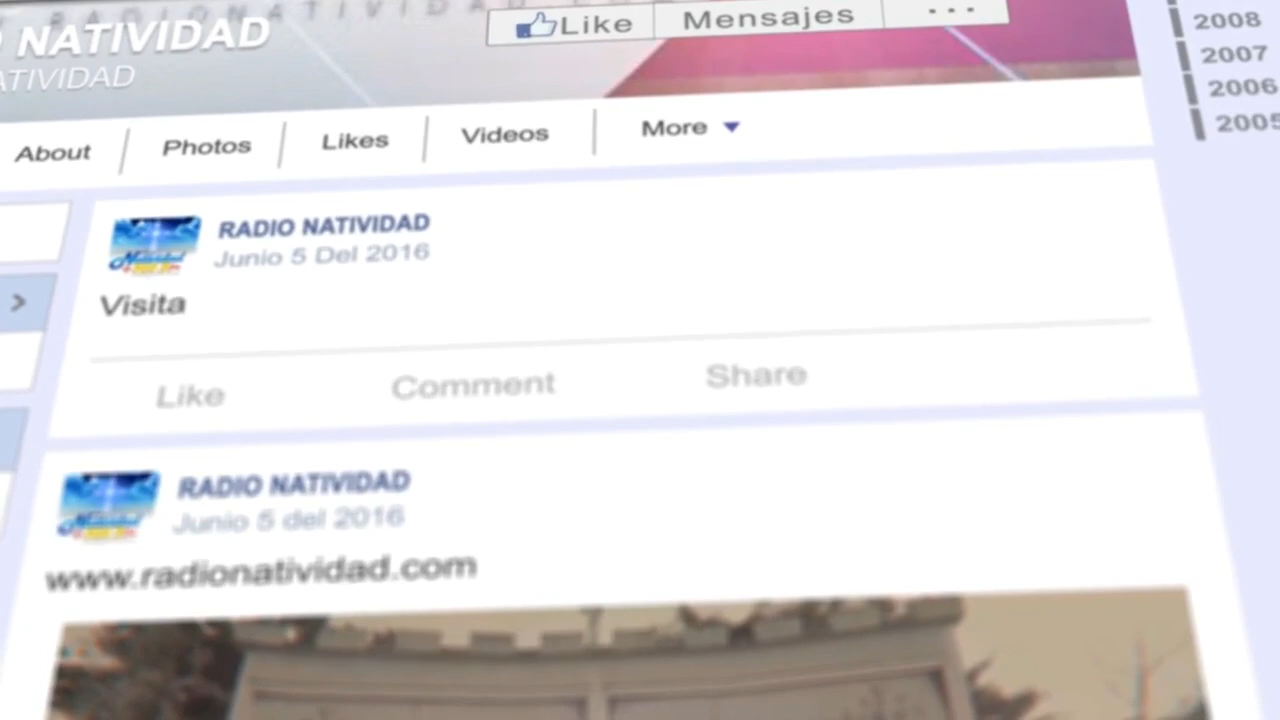 NATIVIDAD
ATIVIDAD
Like
Mensajes
...
2008
2007
2006
2005
About
Photos
Likes
Videos
More
RADIO NATIVIDAD
Junio 5 Del 2016
Visita
Like
Comment
Share
RADIO NATIVIDAD
Junio 5 del 2016
www.radionatividad.com